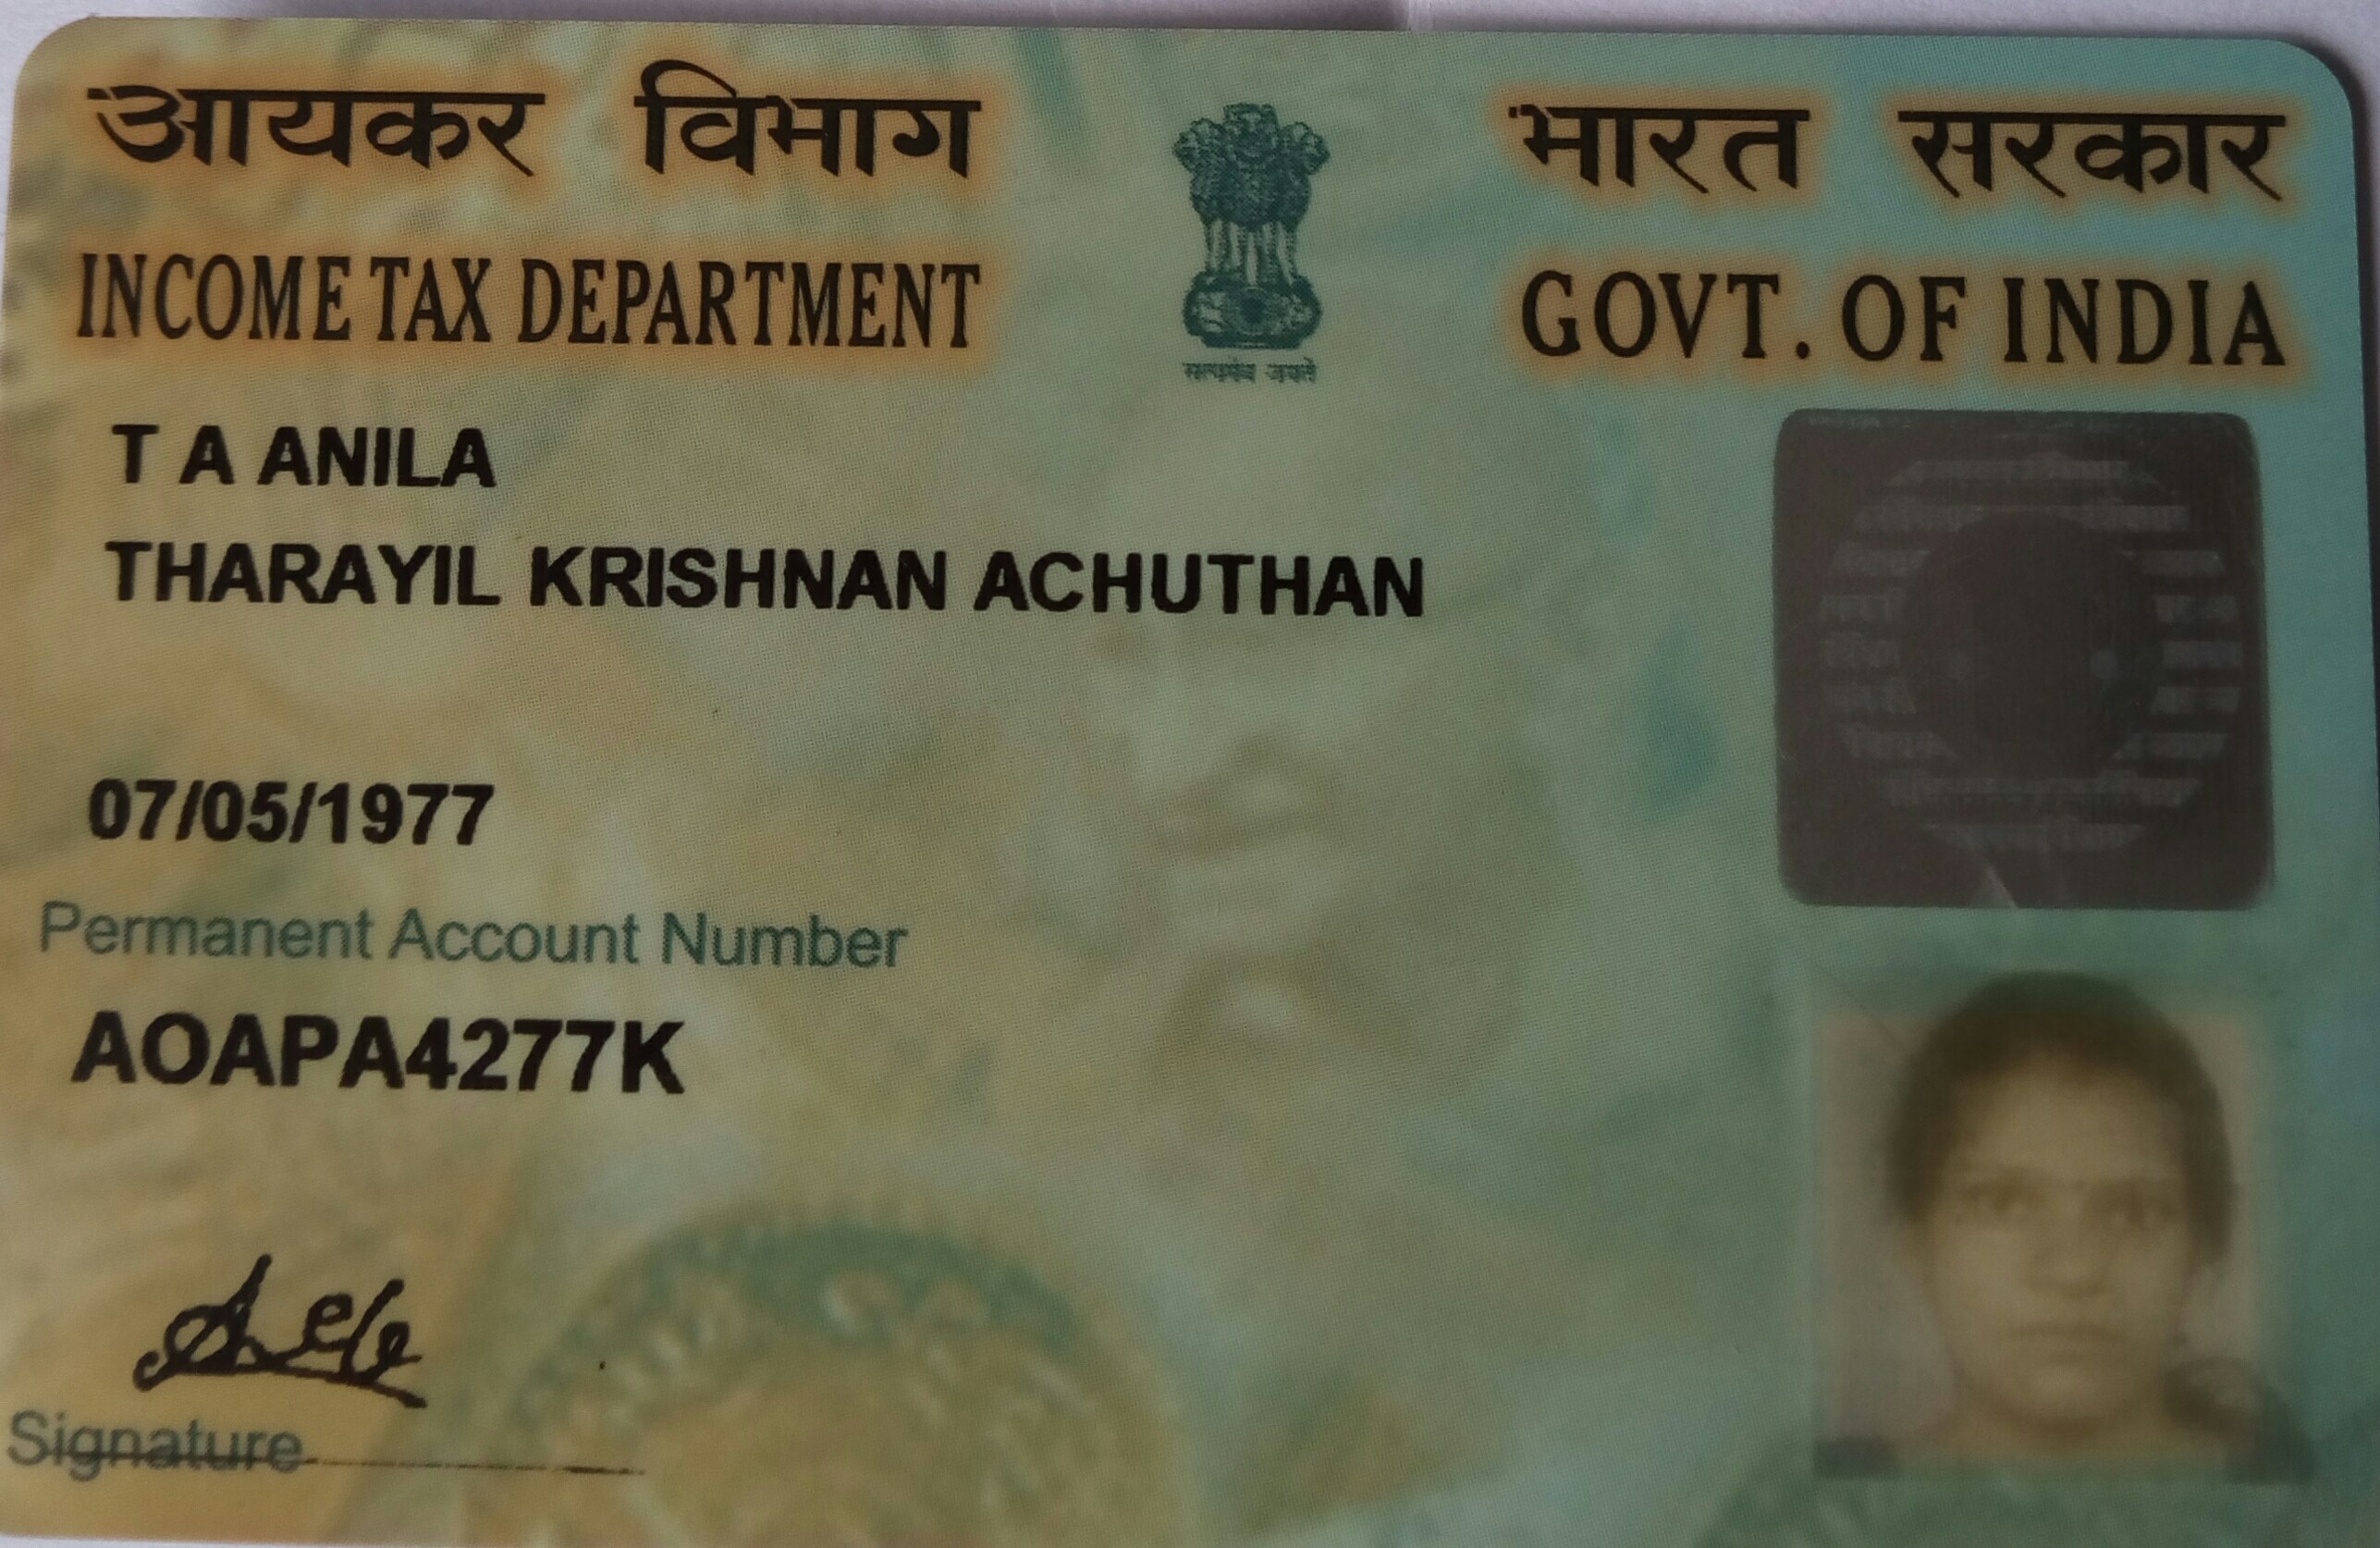 आयकर विभाग
INCOME TAX DEPARTMENT
सत्यमेव जयते
भारत सरकार
GOVT. OF INDIA
T A ANILA
THARAYIL KRISHNAN ACHUTHAN
07/05/1977
Permanent Account Number
AOAPA4277K
Signature